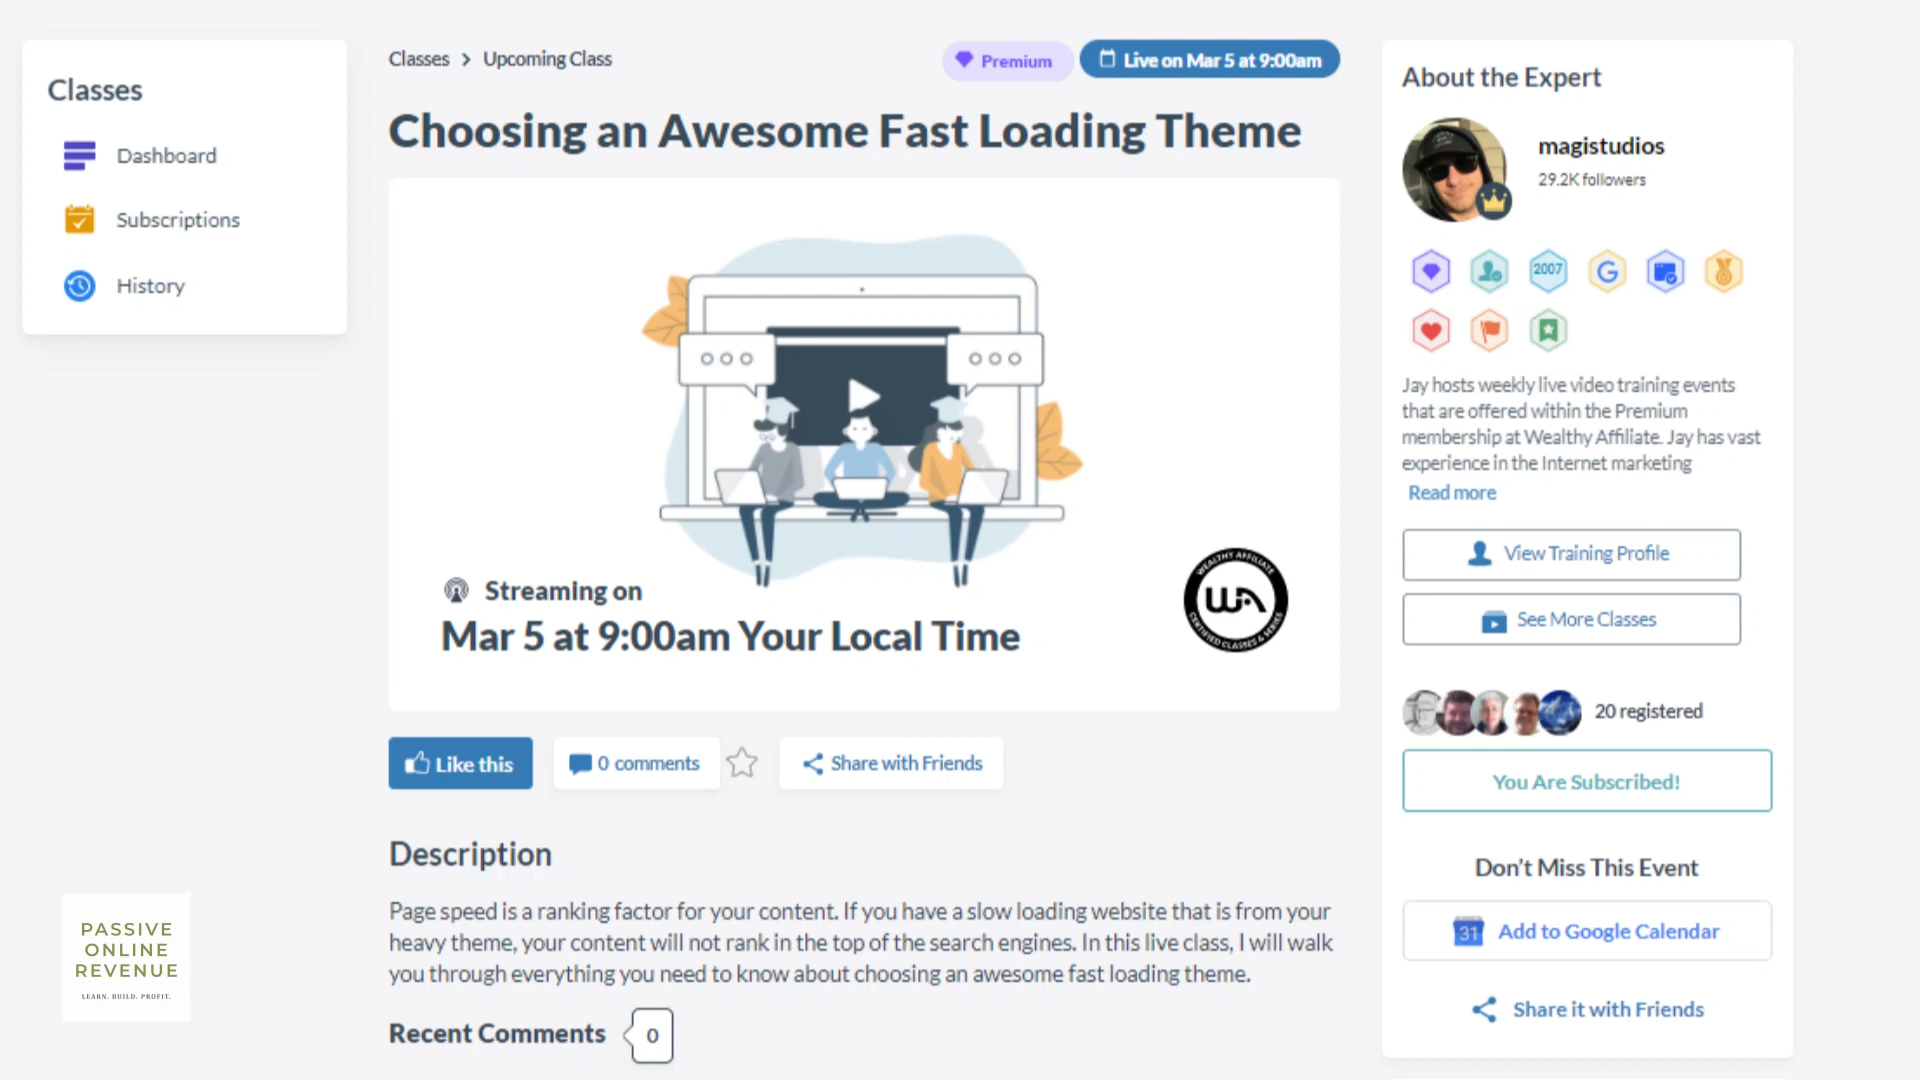 Classes
Dashboard
Subscriptions
History
Classes > Upcoming Class
Premium
Live on Mar 5 at 9:00am
Choosing an Awesome Fast Loading Theme
Streaming on
Mar 5 at 9:00am Your Local Time
WEALTHY AFFILIATE
WA
CERTIFIED CLASSES & SERIES
Like this
0 comments
Share with Friends
Description
Page speed is a ranking factor for your content. If you have a slow loading website that is from your
heavy theme, your content will not rank in the top of the search engines. In this live class, I will walk
you through everything you need to know about choosing an awesome fast loading theme.
Recent Comments 0
About the Expert
magistudios
29.2K followers
2007
G
Jay hosts weekly live video training events
that are offered within the Premium
membership at Wealthy Affiliate. Jay has vast
experience in the Internet marketing
Read more
View Training Profile
See More Classes
20 registered
You Are Subscribed!
Don't Miss This Event
31 Add to Google Calendar
Share it with Friends
PASSIVE
ONLINE
REVENUE
LEARN. BUILD. PROFIT.